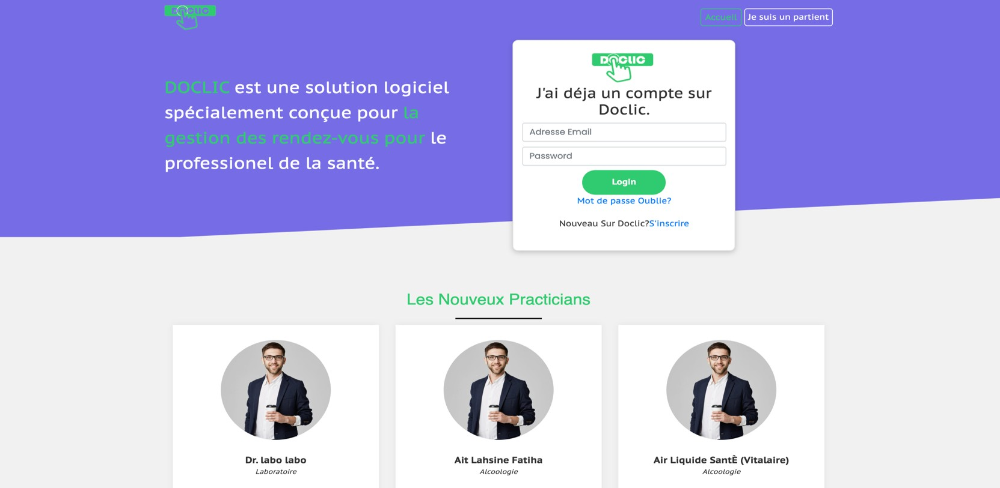 DOCLIC
Accueil
Je suis un partient
DOCLIC est une solution logiciel
spécialement conçue pour la
gestion des rendez-vous pour le
professionel de la santé.
DOCLIC
J'ai déja un compte sur
Doclic.
Adresse Email
Password
Login
Mot de passe Oublie?
Nouveau Sur Doclic?S'inscrire
Les Nouveux Practicians
Dr. labo labo
Laboratoire
Ait Lahsine Fatiha
Alcoologie
Air Liquide SantÈ (Vitalaire)
Alcoologie